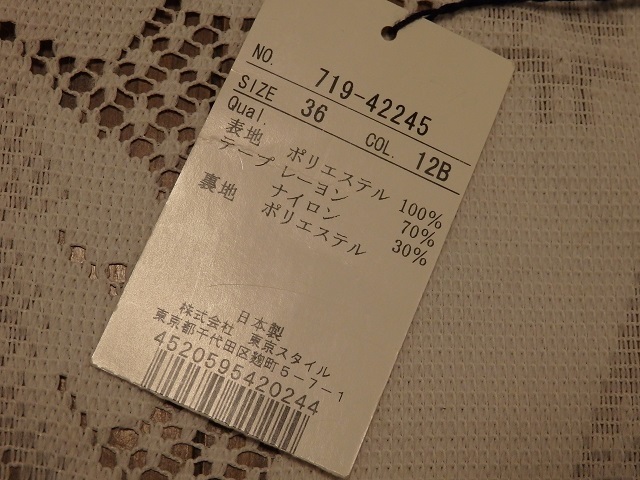 NO. 719-42245
SIZE 36 COL. 12B
Qual.
表地 ポリエステル 100%
テープ レーヨン 70%
ナイロン 30%
裏地 ポリエステル
日本製
株式会社 東京スタイル
東京都千代田区麹町5-7-1
4520595420244